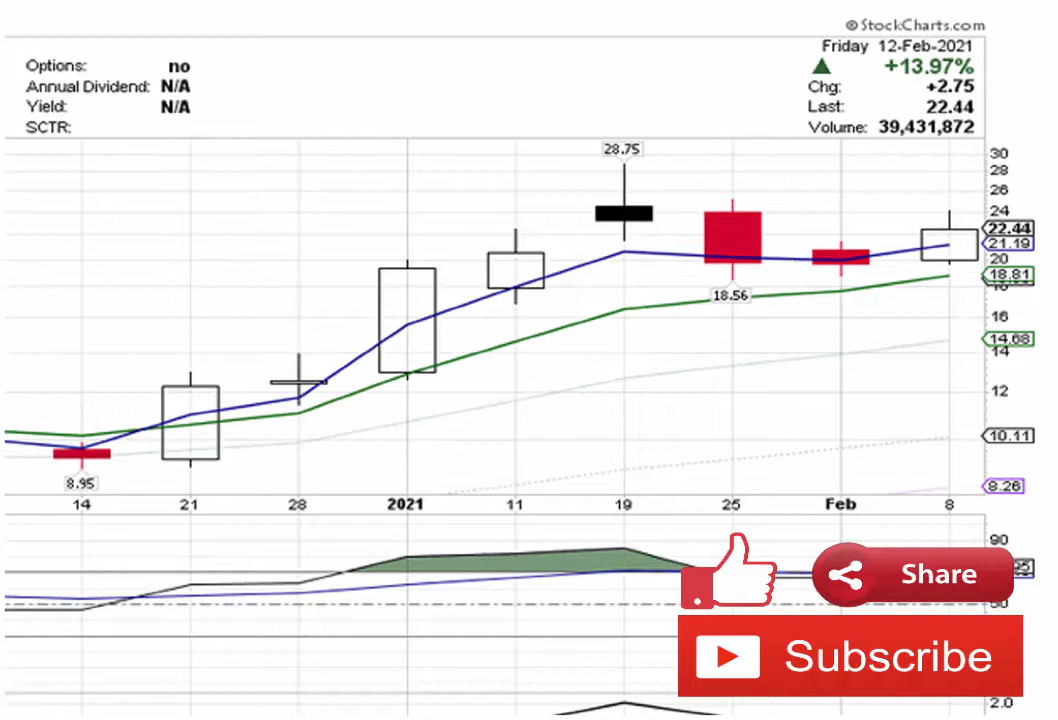 ©StockCharts.com
Friday 12-Feb-2021
Options: no
▲ +13.97%
Annual Dividend: N/A
Chg: +2.75
Yield: N/A
Last: 22.44
SCTR:
Volume: 39,431,872
28.75
30
28
26
24
22.44
21.19
20
18.81
18.56
16
14.68
14
12
10.11
8.95
8.26
14 21 28 2021 11 19 25 Feb 8
90
50
Share
Subscribe
2.0